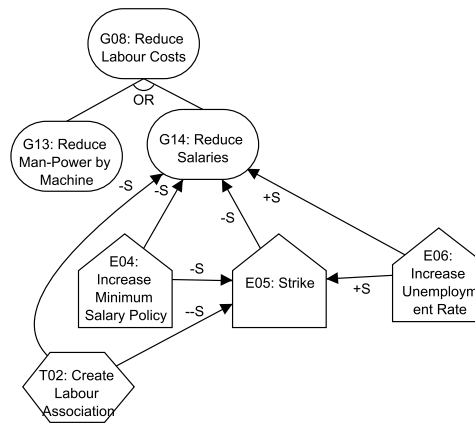 G08: Reduce
Labour Costs
OR
G13: Reduce
Man-Power by
Machine
G14: Reduce
Salaries
-S
-S
-S
+S
E04:
Increase
Minimum
Salary Policy
-S
--S
E05: Strike
+S
E06:
Increase
Unemploym
ent Rate
T02: Create
Labour
Association